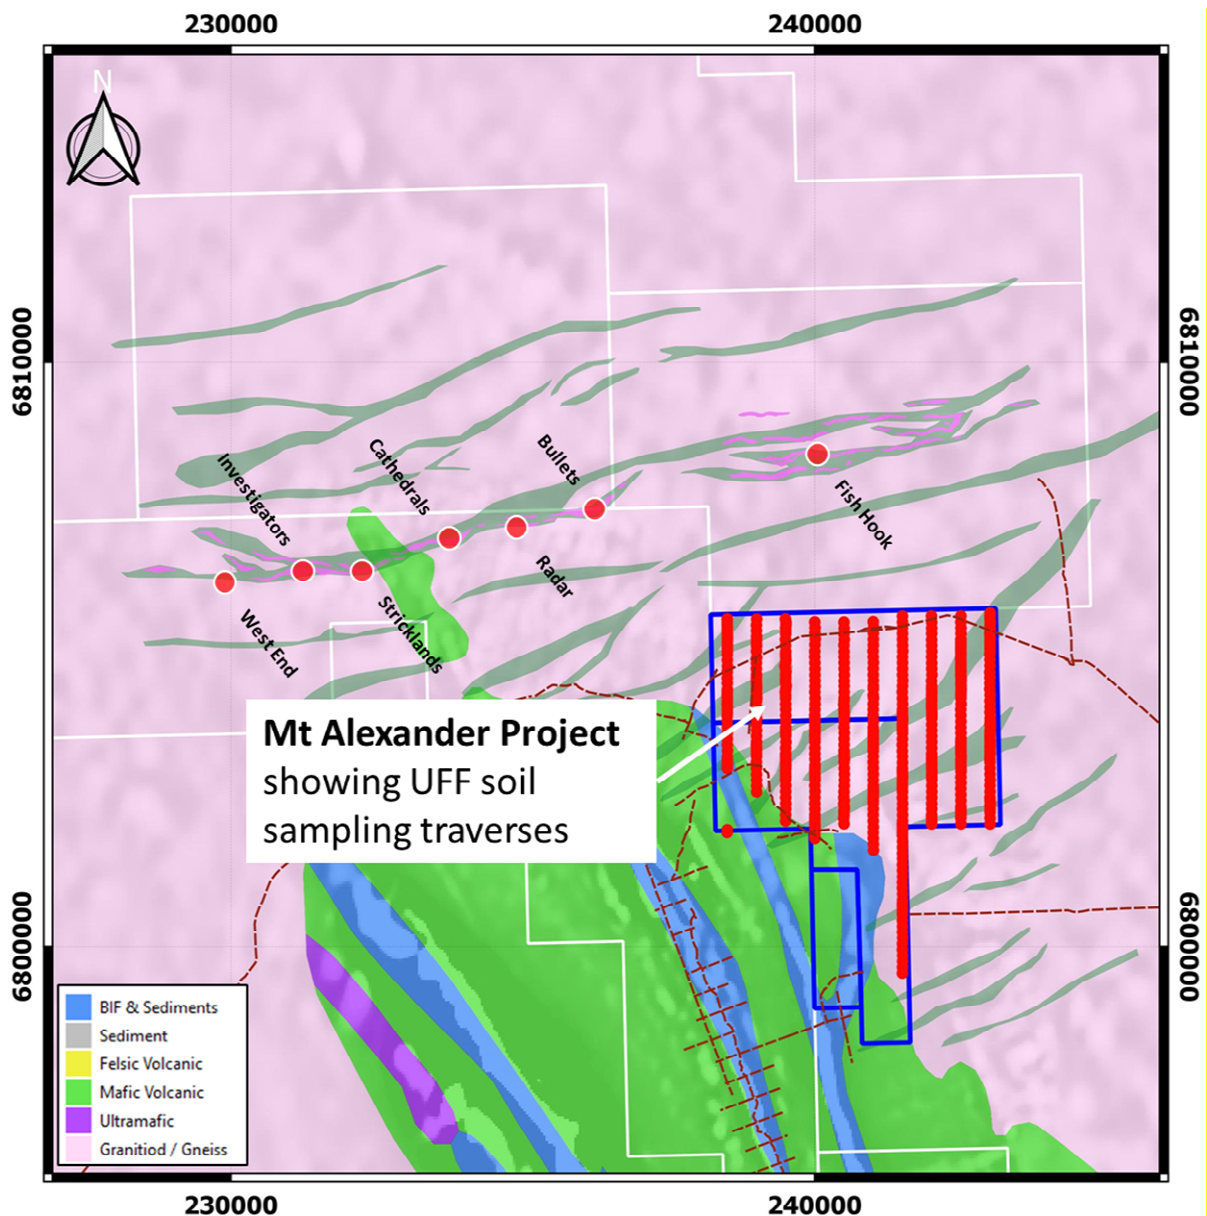 230000
240000
N
6810000
6810000
Investigators
Cathedrals
Bullets
Fish Hook
Radar
West End
Stricklands
Mt Alexander Project
showing UFF soil
sampling traverses
6800000
6800000
BIF & Sediments
Sediment
Felsic Volcanic
Mafic Volcanic
Ultramafic
Granitiod / Gneiss
230000
240000